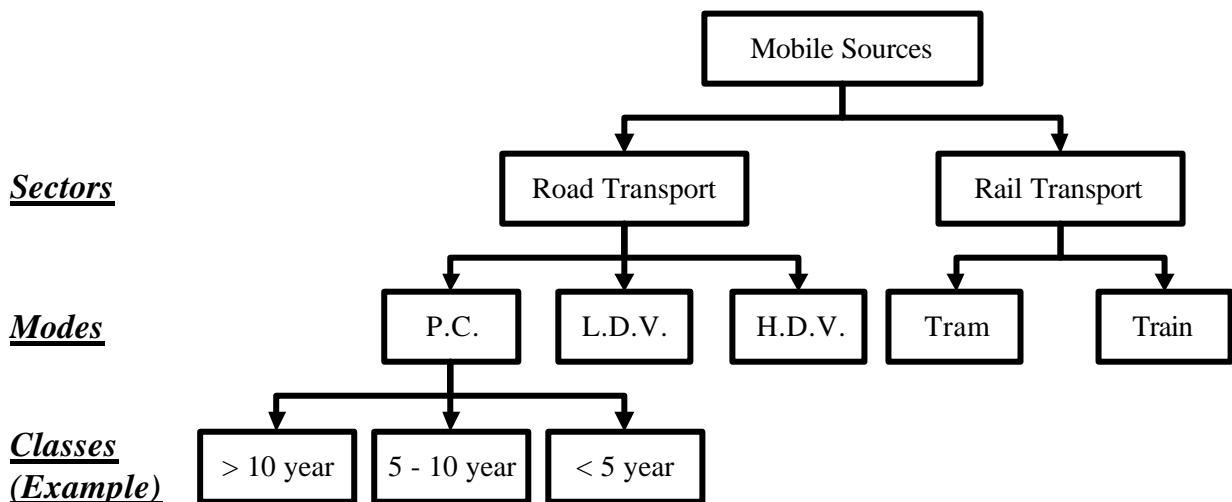 Mobile Sources
Sectors
Road Transport
Rail Transport
Modes
P.C.
L.D.V.
H.D.V.
Tram
Train
Classes
(Example)
> 10 year
5 - 10 year
< 5 year